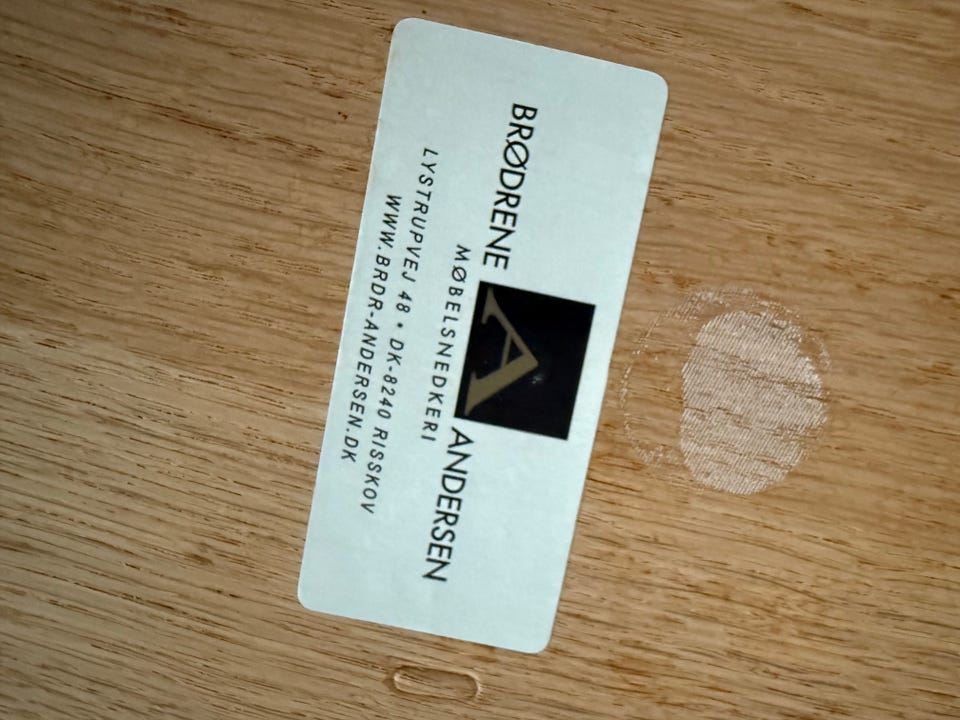 BRØDRENE A ANDERSEN
MØBELSNEDKERI
LYSTRUPVEJ 48 • DK-8240 RISSKOV
WWW.BRDR-ANDERSEN.DK